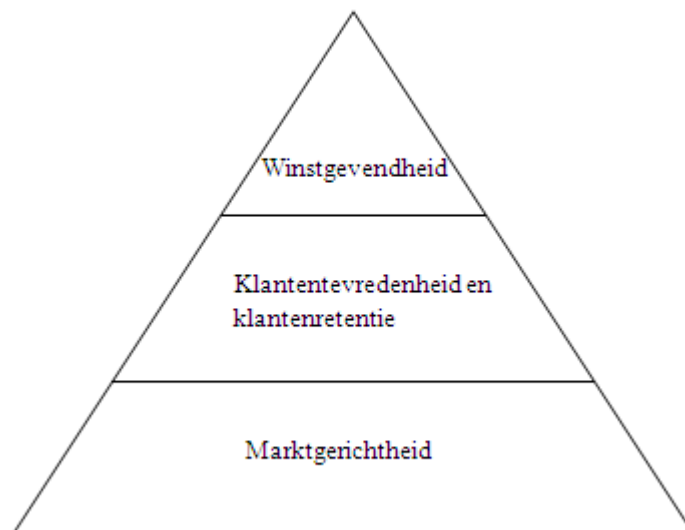 Winstgevendheid
Klantentevredenheid en
klantenretentie
Marktgerichtheid